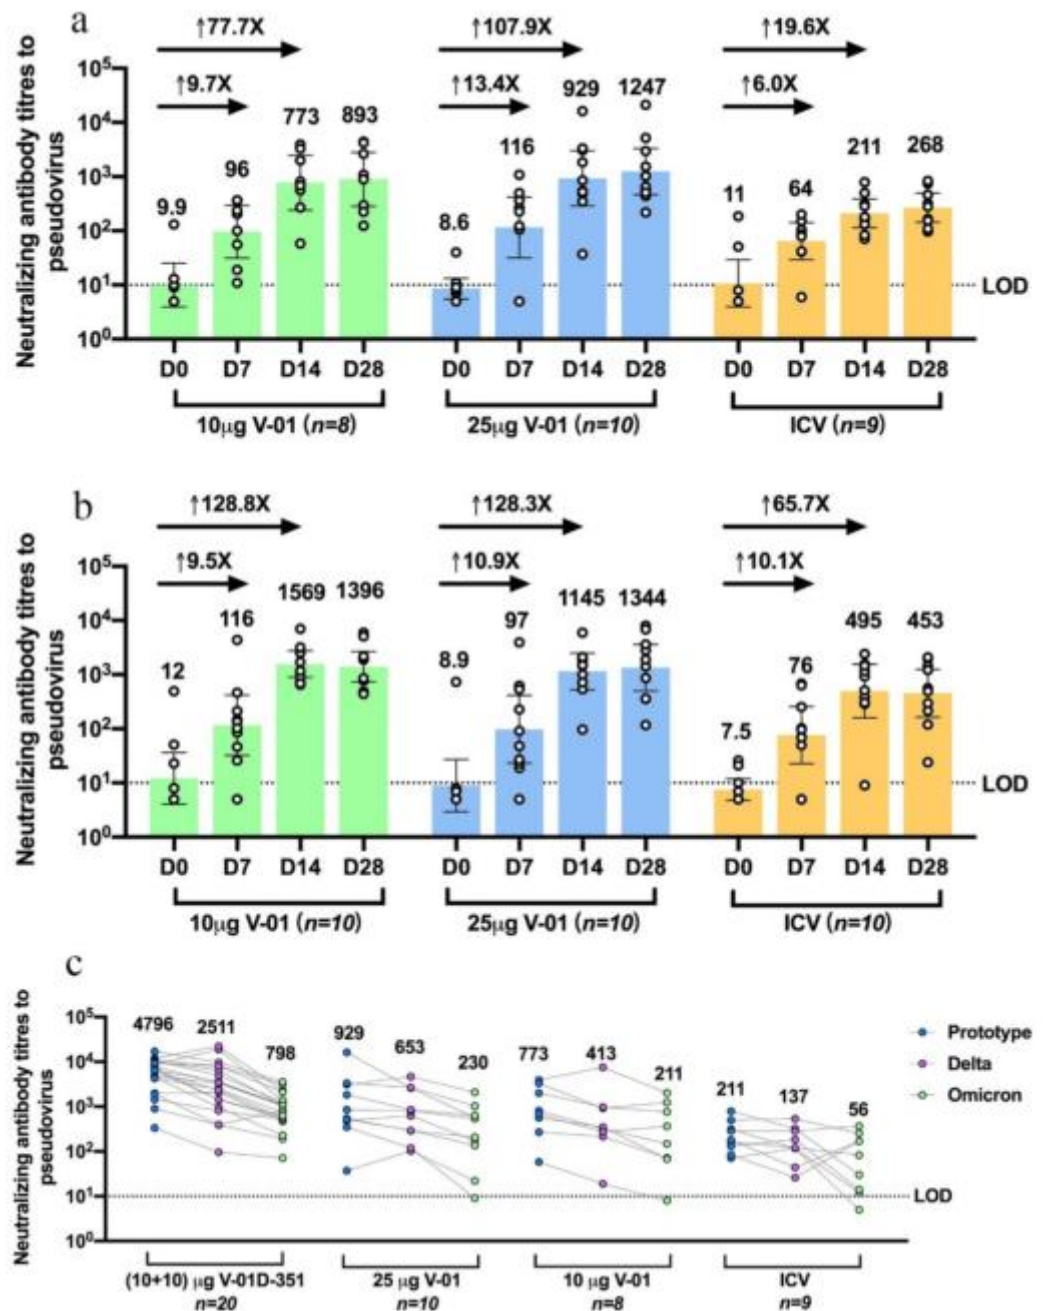 a
↑77.7X ↑107.9X ↑19.6X
↑9.7X ↑13.4X ↑6.0X
Neutralizing antibody titres to
pseudovirus
10⁵
10⁴
10³
10²
10¹
10⁰
9.9 96 773 893
8.6 116 929 1247
11 64 211 268
LOD
D0 D7 D14 D28 D0 D7 D14 D28 D0 D7 D14 D28
10μg V-01 (n=8) 25μg V-01 (n=10) ICV (n=9)
b
↑128.8X ↑128.3X ↑65.7X
↑9.5X ↑10.9X ↑10.1X
Neutralizing antibody titres to
pseudovirus
10⁵
10⁴
10³
10²
10¹
10⁰
12 116 1569 1396
8.9 97 1145 1344
7.5 76 495 453
LOD
D0 D7 D14 D28 D0 D7 D14 D28 D0 D7 D14 D28
10μg V-01 (n=10) 25μg V-01 (n=10) ICV (n=10)
c
Neutralizing antibody titres to
pseudovirus
10⁵
10⁴
10³
10²
10¹
10⁰
4796 2511 798
929 653 230
773 413 211
211 137 56
Prototype
Delta
Omicron
LOD
(10+10) μg V-01D-351 25 μg V-01 10 μg V-01 ICV
n=20 n=10 n=8 n=9